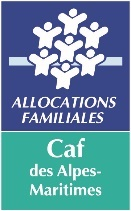 ALLOCATIONS
FAMILIALES
Caf
des Alpes-
Maritimes